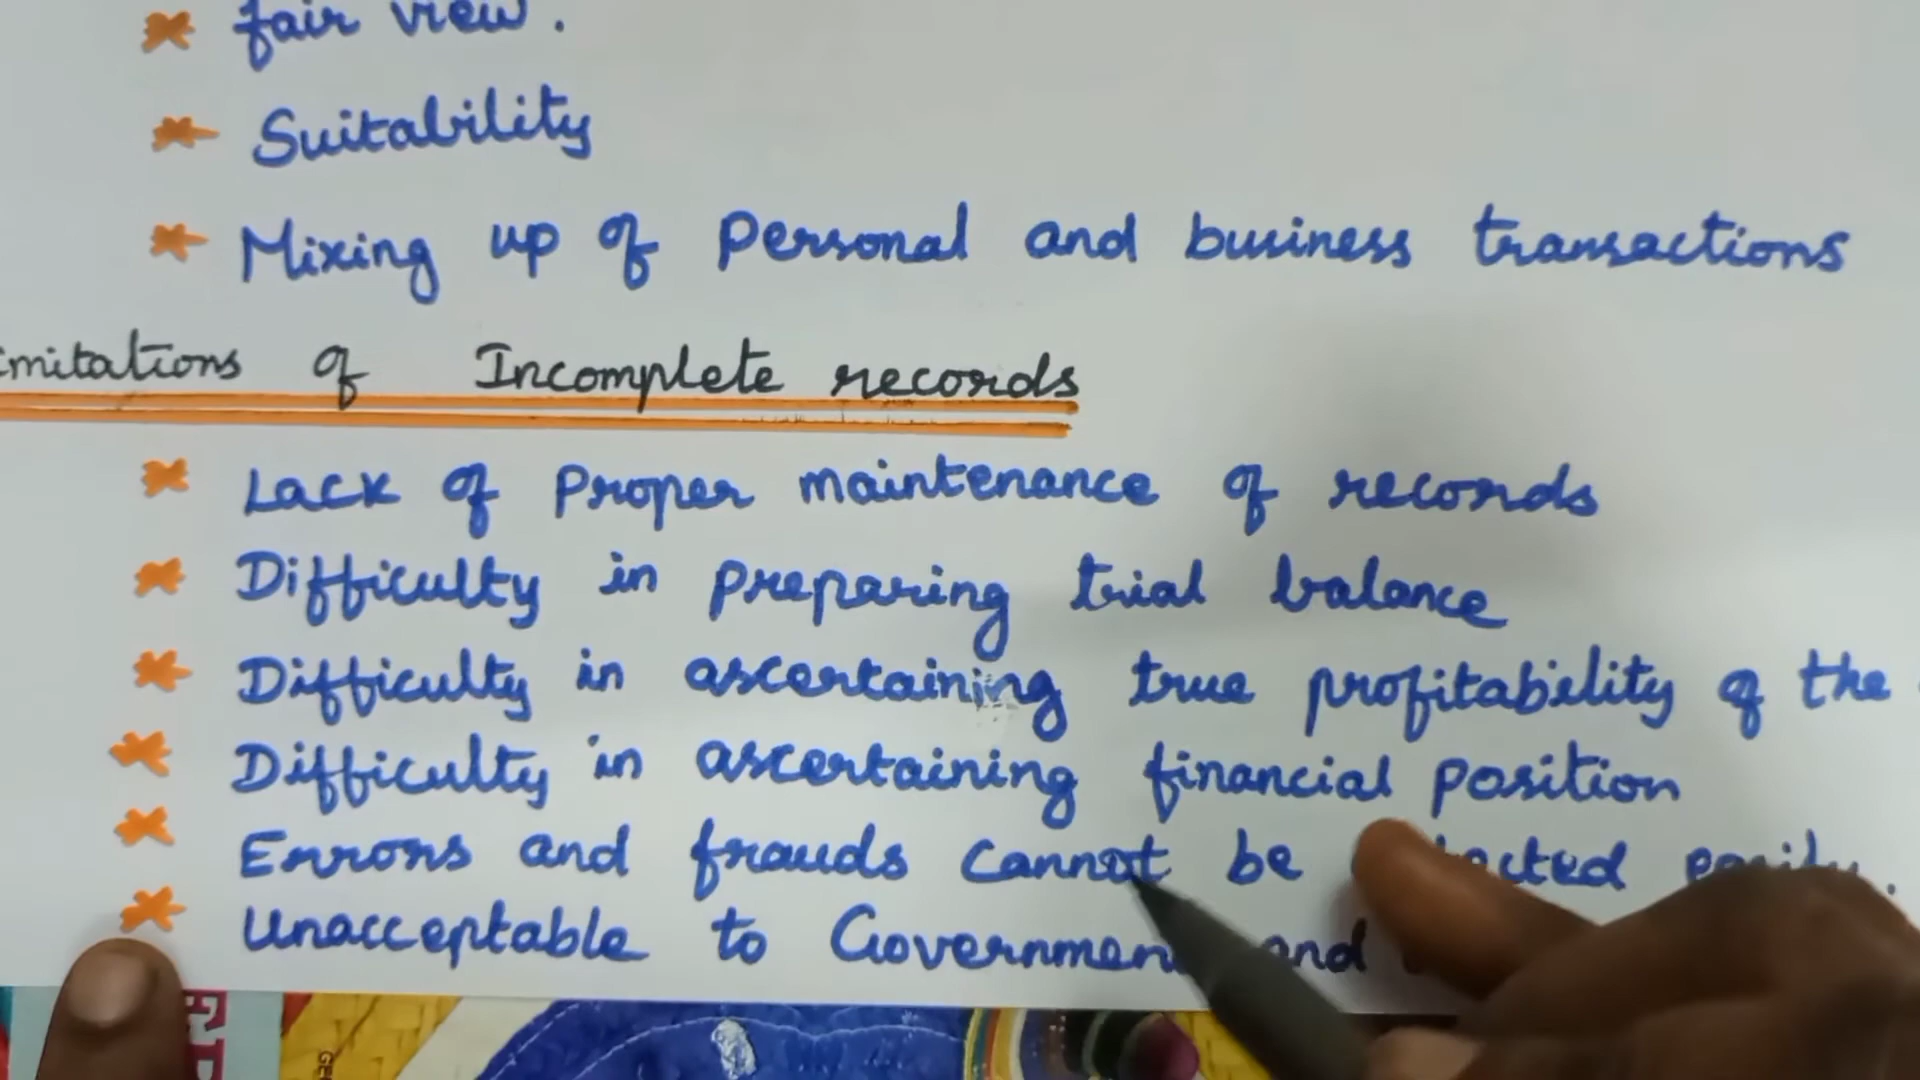 fair view.
Suitability
Mixing up of Personal and business transactions
imitations of Incomplete records
Lack of Proper maintenance of records
Difficulty in preparing trial balance
Difficulty in ascertaining true profitability of the
Difficulty in ascertaining financial position
Errors and frauds cannot be
Unacceptable to Government and